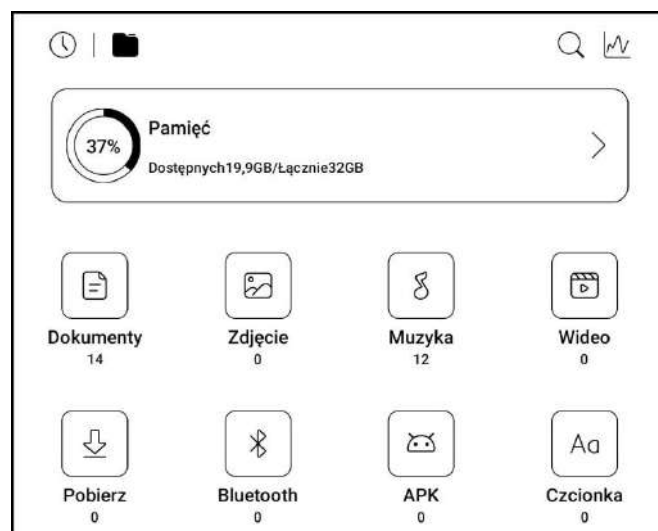 37%
Pamięć
Dostępnych19,9GB/Łącznie32GB
Dokumenty
14
Zdjęcie
0
Muzyka
12
Wideo
0
Pobierz
0
Bluetooth
0
APK
0
Aa
Czcionka
0